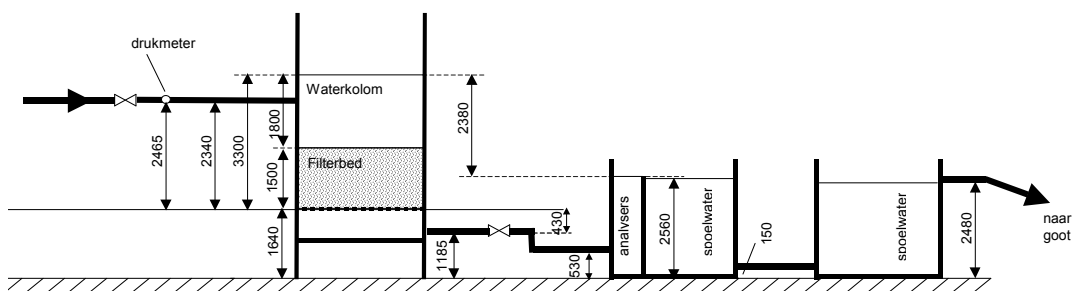 drukmeter
Waterkolom
2465
2340
3300
1800
1500
Filterbed
1640
2380
430
1185
530
analysers
2560
spoelwater
150
spoelwater
2480
naar
goot